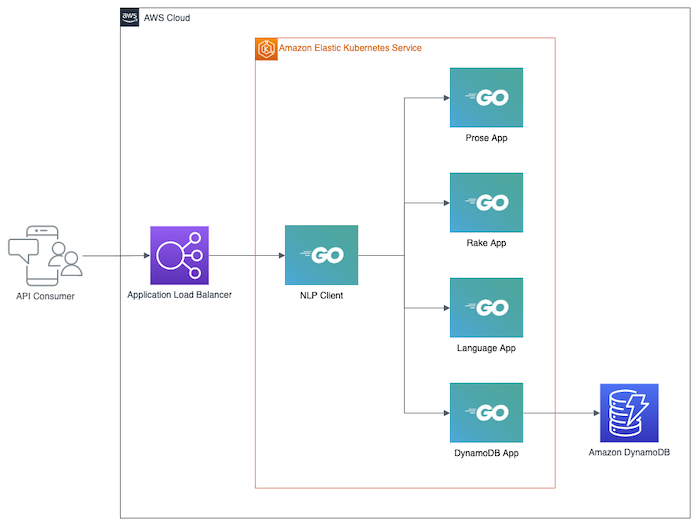 aws
AWS Cloud
Amazon Elastic Kubernetes Service
GO
Prose App
GO
Rake App
API Consumer
Application Load Balancer
GO
NLP Client
GO
Language App
GO
DynamoDB App
Amazon DynamoDB